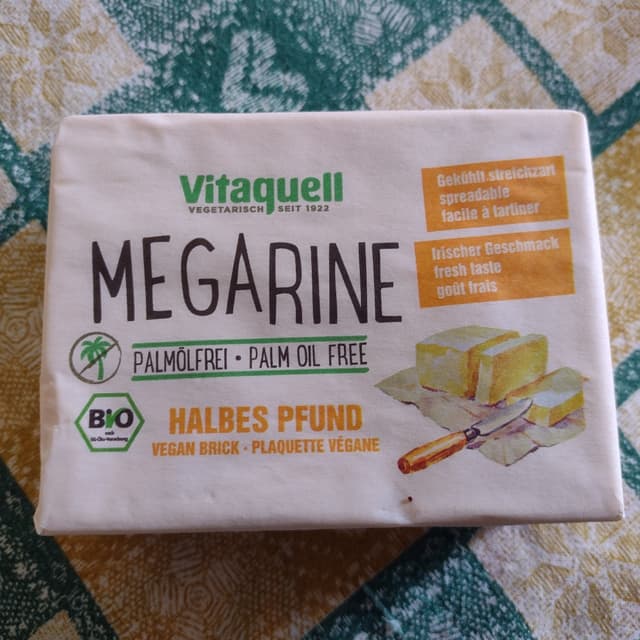 Vitaquell
VEGETARISCH SEIT 1922
Gekühlt streichzart
spreadable
facile à tartiner
MEGARINE
frischer Geschmack
fresh taste
goût frais
PALMÖLFREI · PALM OIL FREE
BIO
HALBES PFUND
VEGAN BRICK · PLAQUETTE VÉGANE